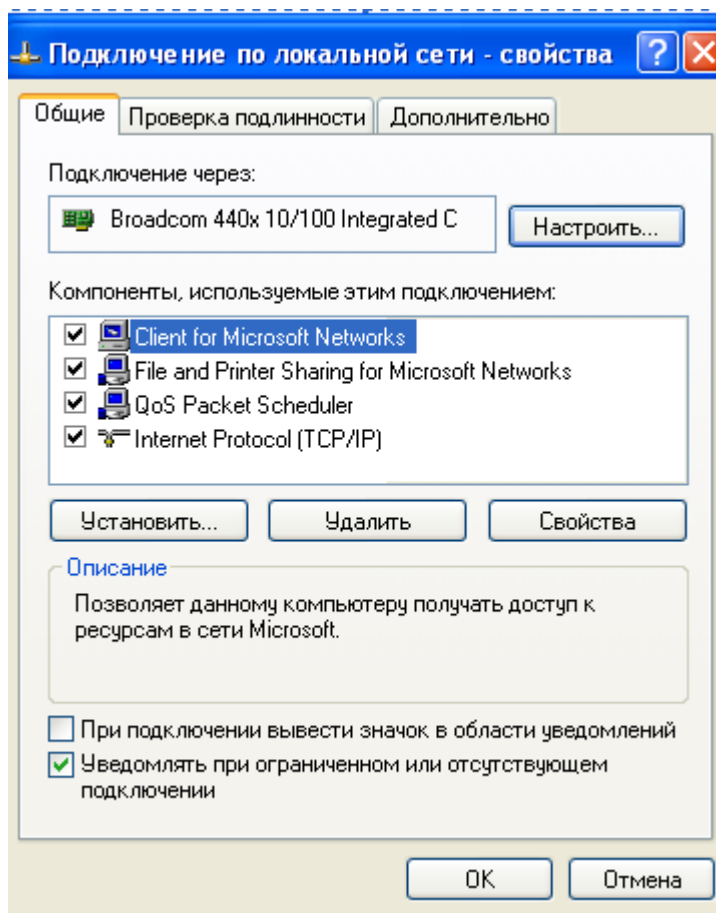 Подключение по локальной сети - свойства
Общие
Проверка подлинности
Дополнительно
Подключение через:
Broadcom 440x 10/100 Integrated C
Настроить...
Компоненты, используемые этим подключением:
Client for Microsoft Networks
File and Printer Sharing for Microsoft Networks
QoS Packet Scheduler
Internet Protocol (TCP/IP)
Установить...
Удалить
Свойства
Описание
Позволяет данному компьютеру получать доступ к
ресурсам в сети Microsoft.
При подключении вывести значок в области уведомлений
Уведомлять при ограниченном или отсутствующем
подключении
OK
Отмена